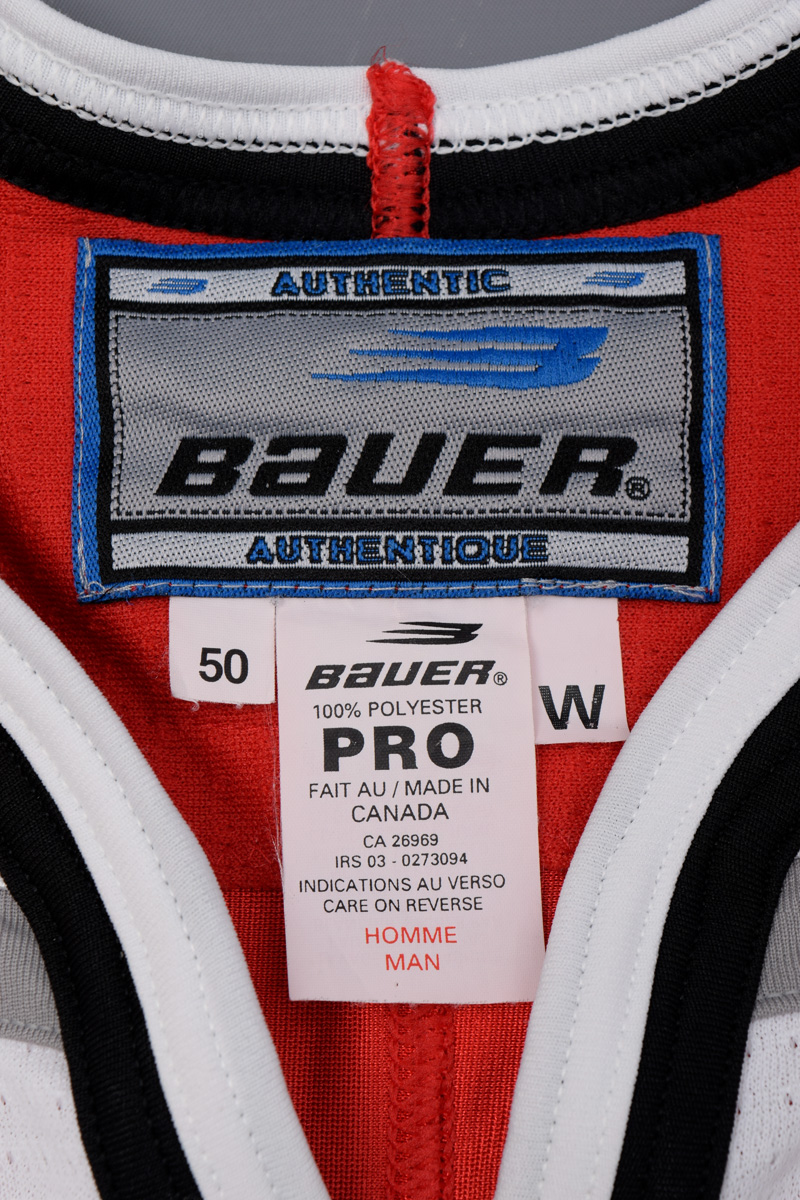 AUTHENTIC
BAUER®
AUTHENTIQUE
50
BAUER®
100% POLYESTER
PRO
FAIT AU / MADE IN
CANADA
CA 26969
IRS 03 - 0273094
INDICATIONS AU VERSO
CARE ON REVERSE
HOMME
MAN
W